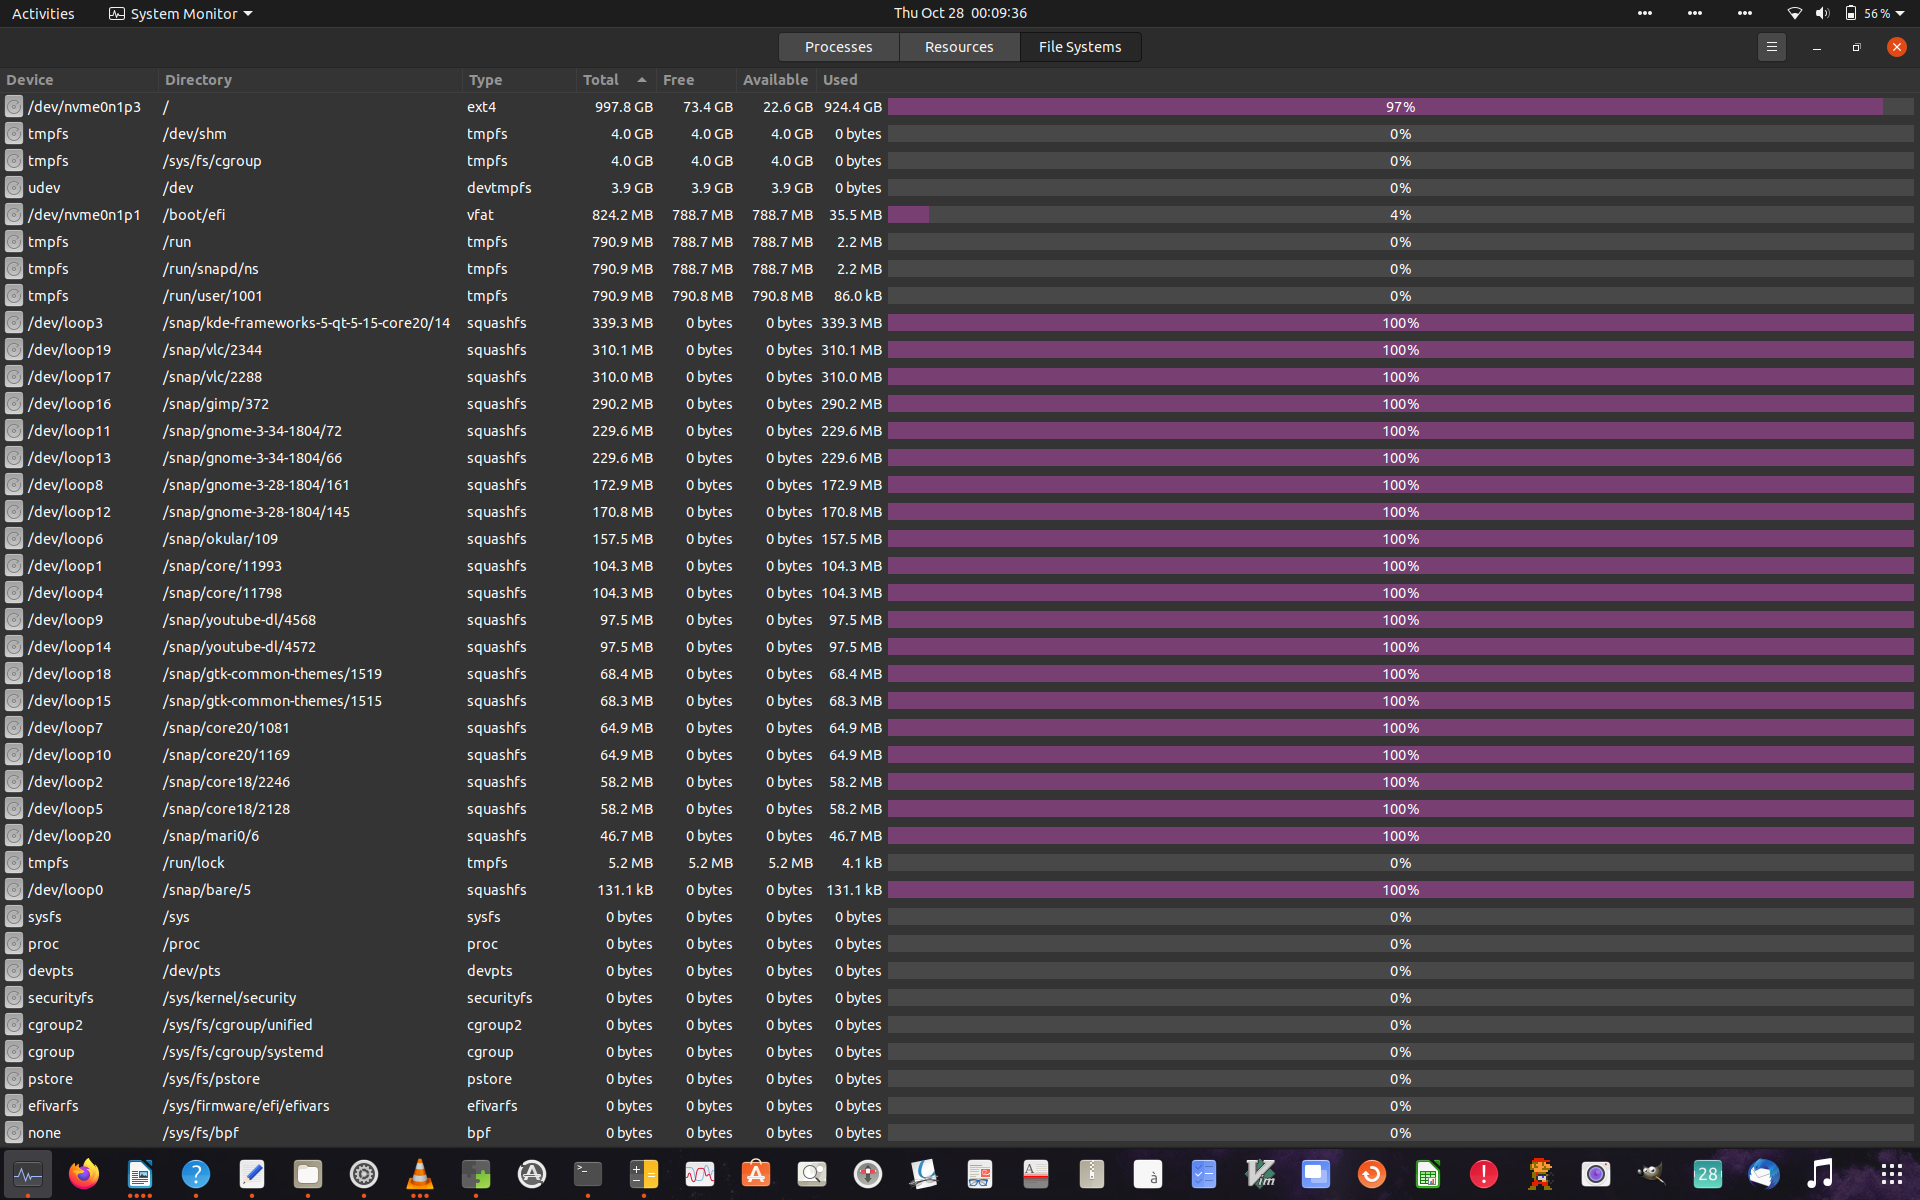 Activities System Monitor Thu Oct 28 00:09:36 56 %
Processes Resources File Systems
Device Directory Type Total Free Available Used
/dev/nvme0n1p3 / ext4 997.8 GB 73.4 GB 22.6 GB 924.4 GB 97%
tmpfs /dev/shm tmpfs 4.0 GB 4.0 GB 4.0 GB 0 bytes 0%
tmpfs /sys/fs/cgroup tmpfs 4.0 GB 4.0 GB 4.0 GB 0 bytes 0%
udev /dev devtmpfs 3.9 GB 3.9 GB 3.9 GB 0 bytes 0%
/dev/nvme0n1p1 /boot/efi vfat 824.2 MB 788.7 MB 788.7 MB 35.5 MB 4%
tmpfs /run tmpfs 790.9 MB 788.7 MB 788.7 MB 2.2 MB 0%
tmpfs /run/snapd/ns tmpfs 790.9 MB 788.7 MB 788.7 MB 2.2 MB 0%
tmpfs /run/user/1001 tmpfs 790.9 MB 790.8 MB 790.8 MB 86.0 kB 0%
/dev/loop3 /snap/kde-frameworks-5-qt-5-15-core20/14 squashfs 339.3 MB 0 bytes 0 bytes 339.3 MB 100%
/dev/loop19 /snap/vlc/2344 squashfs 310.1 MB 0 bytes 0 bytes 310.1 MB 100%
/dev/loop17 /snap/vlc/2288 squashfs 310.0 MB 0 bytes 0 bytes 310.0 MB 100%
/dev/loop16 /snap/gimp/372 squashfs 290.2 MB 0 bytes 0 bytes 290.2 MB 100%
/dev/loop11 /snap/gnome-3-34-1804/72 squashfs 229.6 MB 0 bytes 0 bytes 229.6 MB 100%
/dev/loop13 /snap/gnome-3-34-1804/66 squashfs 229.6 MB 0 bytes 0 bytes 229.6 MB 100%
/dev/loop8 /snap/gnome-3-28-1804/161 squashfs 172.9 MB 0 bytes 0 bytes 172.9 MB 100%
/dev/loop12 /snap/gnome-3-28-1804/145 squashfs 170.8 MB 0 bytes 0 bytes 170.8 MB 100%
/dev/loop6 /snap/okular/109 squashfs 157.5 MB 0 bytes 0 bytes 157.5 MB 100%
/dev/loop1 /snap/core/11993 squashfs 104.3 MB 0 bytes 0 bytes 104.3 MB 100%
/dev/loop4 /snap/core/11798 squashfs 104.3 MB 0 bytes 0 bytes 104.3 MB 100%
/dev/loop9 /snap/youtube-dl/4568 squashfs 97.5 MB 0 bytes 0 bytes 97.5 MB 100%
/dev/loop14 /snap/youtube-dl/4572 squashfs 97.5 MB 0 bytes 0 bytes 97.5 MB 100%
/dev/loop18 /snap/gtk-common-themes/1519 squashfs 68.4 MB 0 bytes 0 bytes 68.4 MB 100%
/dev/loop15 /snap/gtk-common-themes/1515 squashfs 68.3 MB 0 bytes 0 bytes 68.3 MB 100%
/dev/loop7 /snap/core20/1081 squashfs 64.9 MB 0 bytes 0 bytes 64.9 MB 100%
/dev/loop10 /snap/core20/1169 squashfs 64.9 MB 0 bytes 0 bytes 64.9 MB 100%
/dev/loop2 /snap/core18/2246 squashfs 58.2 MB 0 bytes 0 bytes 58.2 MB 100%
/dev/loop5 /snap/core18/2128 squashfs 58.2 MB 0 bytes 0 bytes 58.2 MB 100%
/dev/loop20 /snap/mari0/6 squashfs 46.7 MB 0 bytes 0 bytes 46.7 MB 100%
tmpfs /run/lock tmpfs 5.2 MB 5.2 MB 5.2 MB 4.1 kB 0%
/dev/loop0 /snap/bare/5 squashfs 131.1 kB 0 bytes 0 bytes 131.1 kB 100%
sysfs /sys sysfs 0 bytes 0 bytes 0 bytes 0 bytes 0%
proc /proc proc 0 bytes 0 bytes 0 bytes 0 bytes 0%
devpts /dev/pts devpts 0 bytes 0 bytes 0 bytes 0 bytes 0%
securityfs /sys/kernel/security securityfs 0 bytes 0 bytes 0 bytes 0 bytes 0%
cgroup2 /sys/fs/cgroup/unified cgroup2 0 bytes 0 bytes 0 bytes 0 bytes 0%
cgroup /sys/fs/cgroup/systemd cgroup 0 bytes 0 bytes 0 bytes 0 bytes 0%
pstore /sys/fs/pstore pstore 0 bytes 0 bytes 0 bytes 0 bytes 0%
efivarfs /sys/firmware/efi/efivars efivarfs 0 bytes 0 bytes 0 bytes 0 bytes 0%
none /sys/fs/bpf bpf 0 bytes 0 bytes 0 bytes 0 bytes 0%
? >_ A à Vim ! 28